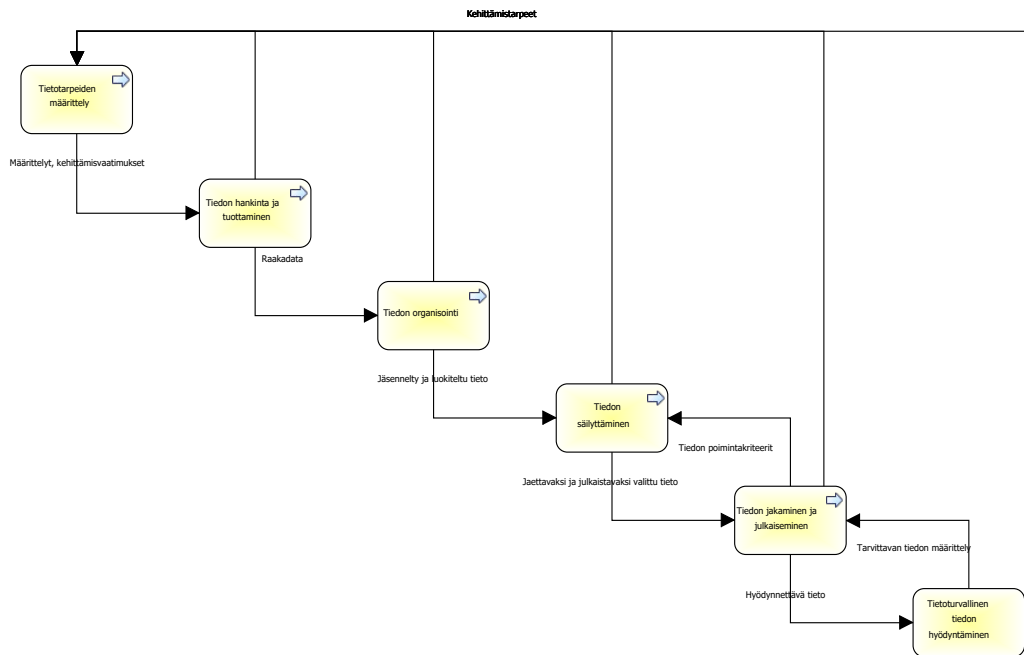 Kehittämistarpeet
Tietotarpeiden
määrittely
Määrittelyt, kehittämisvaatimukset
Tiedon hankinta ja
tuottaminen
Raakadata
Tiedon organisointi
Jäsennelty ja luokiteltu tieto
Tiedon
säilyttäminen
Tiedon poimintakriteerit
Jaettavaksi ja julkaistavaksi valittu tieto
Tiedon jakaminen ja
julkaiseminen
Tarvittavan tiedon määrittely
Hyödynnettävä tieto
Tietoturvallinen
tiedon
hyödyntäminen